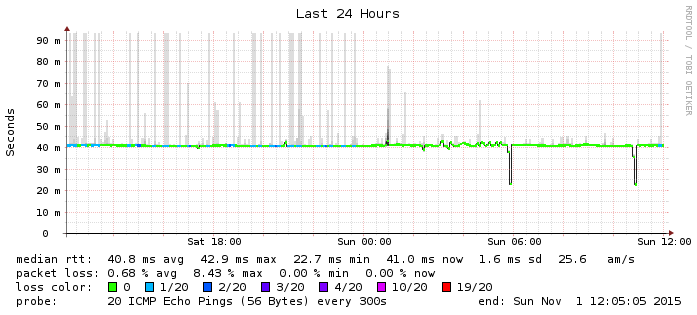 Last 24 Hours
RRDTOOL / TOBI OETIKER
Seconds
90 m
80 m
70 m
60 m
50 m
40 m
30 m
20 m
10 m
0
Sat 18:00 Sun 00:00 Sun 06:00 Sun 12:00
median rtt: 40.8 ms avg 42.9 ms max 22.7 ms min 41.0 ms now 1.6 ms sd 25.6 am/s
packet loss: 0.68 % avg 8.43 % max 0.00 % min 0.00 % now
loss color: 0 1/20 2/20 3/20 4/20 10/20 19/20
probe: 20 ICMP Echo Pings (56 Bytes) every 300s end: Sun Nov 1 12:05:05 2015